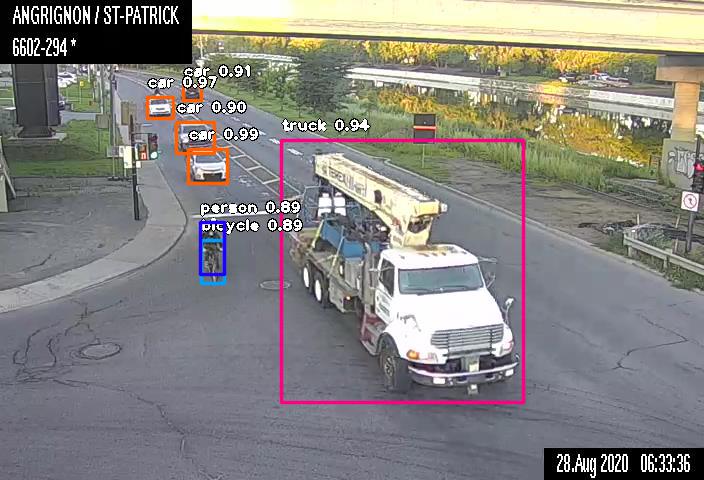 ANGRIGNON / ST-PATRICK
6602-294 *
car 0.91
car 0.97
car 0.90
car 0.99
truck 0.94
person 0.89
bicycle 0.89
28.Aug 2020 06:33:36